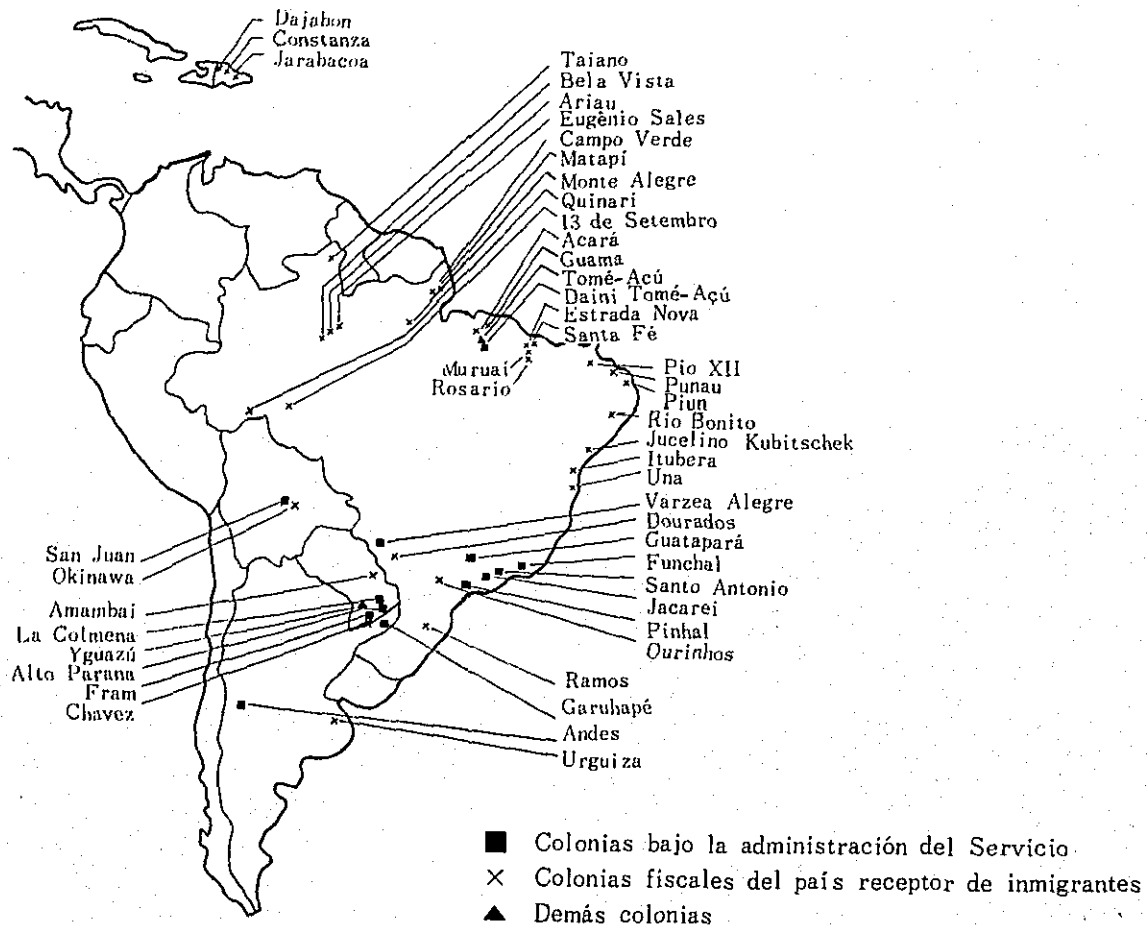 Dajabon
Constanza
Jarabacoa
Taiano
Bela Vista
Ariau
Eugènio Sales
Campo Verde
Matapí
Monte Alegre
Quinari
13 de Setembro
Acará
Guama
Tomé-Açú
Daini Tomé-Açú
Estrada Nova
Santa Fé
Muruaí
Rosario
Pio XII
Punau
Piun
Rio Bonito
Jucelino Kubitschek
Itubera
Una
Varzea Alegre
Dourados
Guatapará
Funchal
Santo Antonio
Jacarei
Pinhal
Ourinhos
San Juan
Okinawa
Amambai
La Colmena
Yguazú
Alto Parana
Fram
Chavez
Ramos
Garuhapé
Andes
Urguiza
■ Colonias bajo la administración del Servicio
× Colonias fiscales del país receptor de inmigrantes
▲ Demás colonias